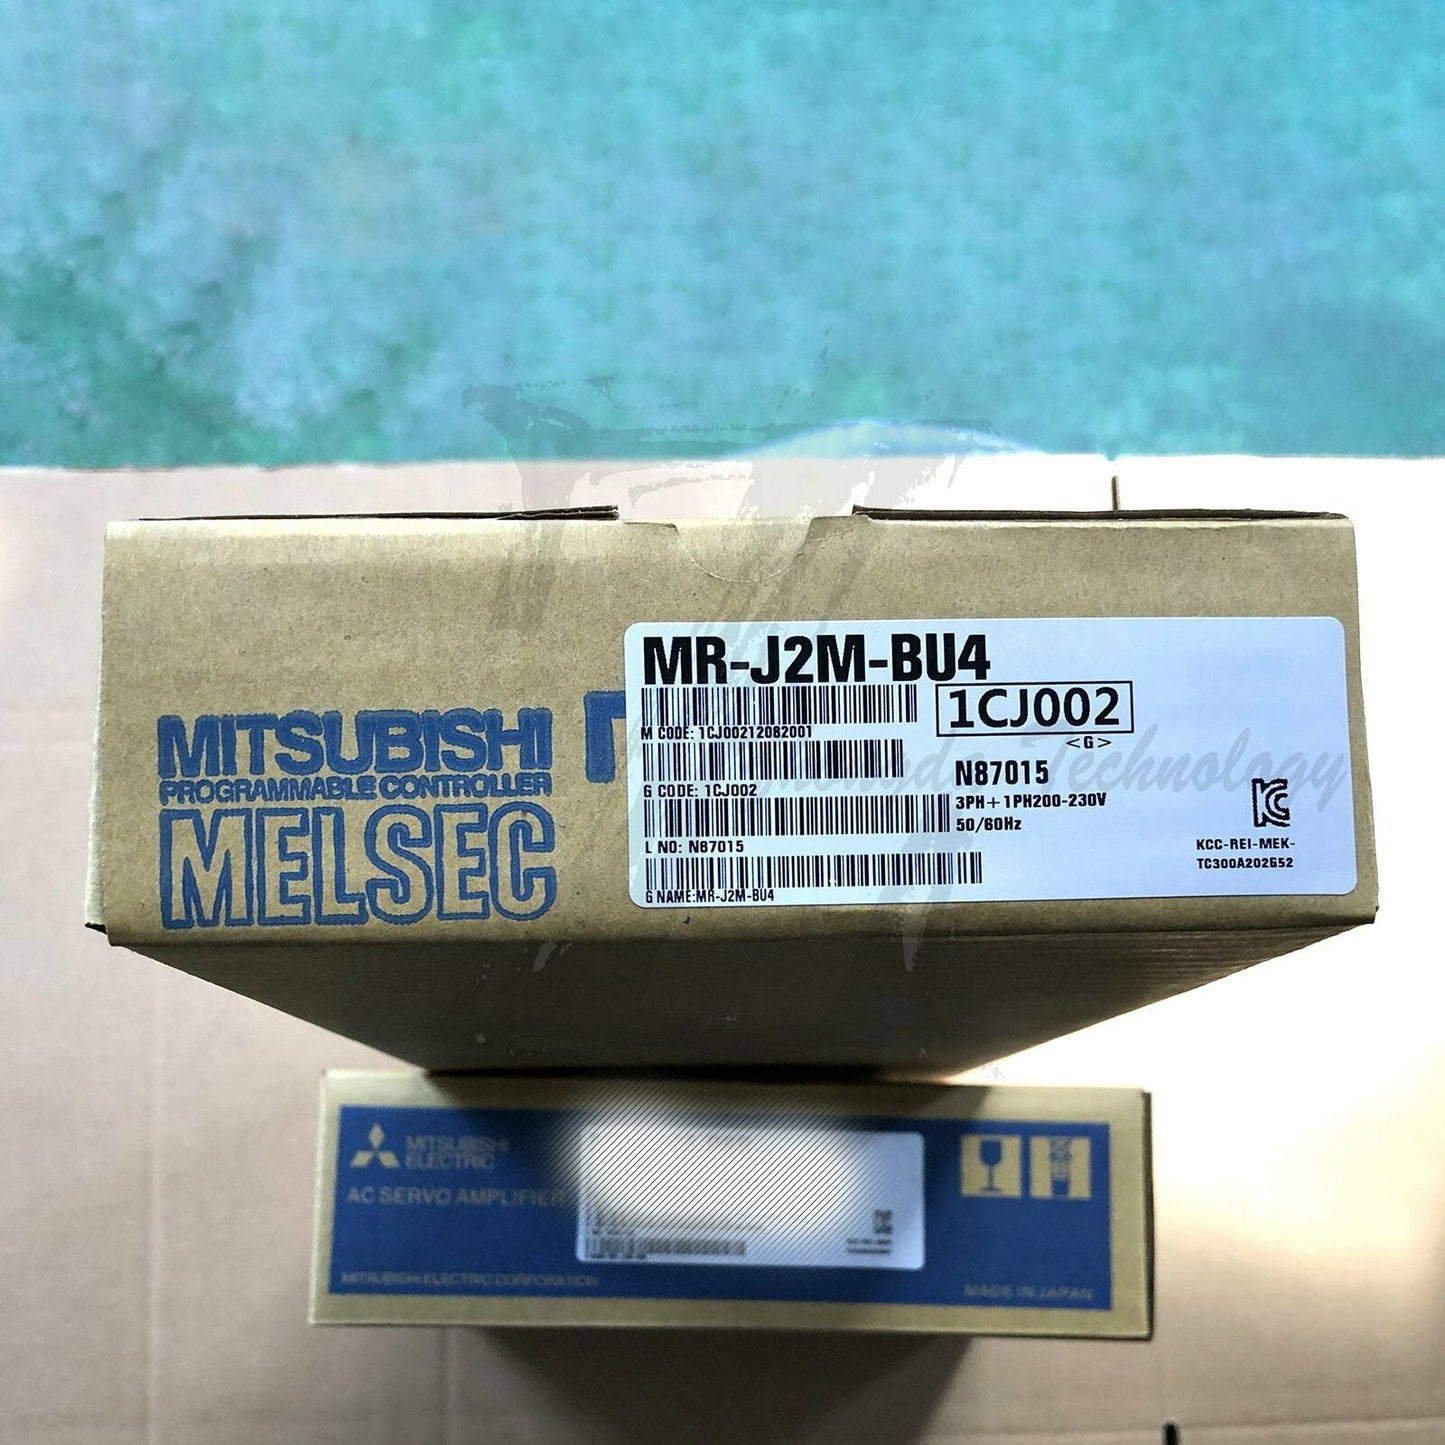 MR-J2M-BU4
1CJ002
M CODE: 1CJ00212082001
<G>
G CODE: 1CJ002
N87015
3PH+1PH200-230V
50/60Hz
L NO: N87015
G NAME:MR-J2M-BU4
KCC-REI-MEK-
TC300A202652
Technology
MITSUBISHI
PROGRAMMABLE CONTROLLER
MELSEC
MITSUBISHI
ELECTRIC
AC SERVO AMPLIFIER
MITSUBISHI ELECTRIC CORPORATION
MADE IN JAPAN